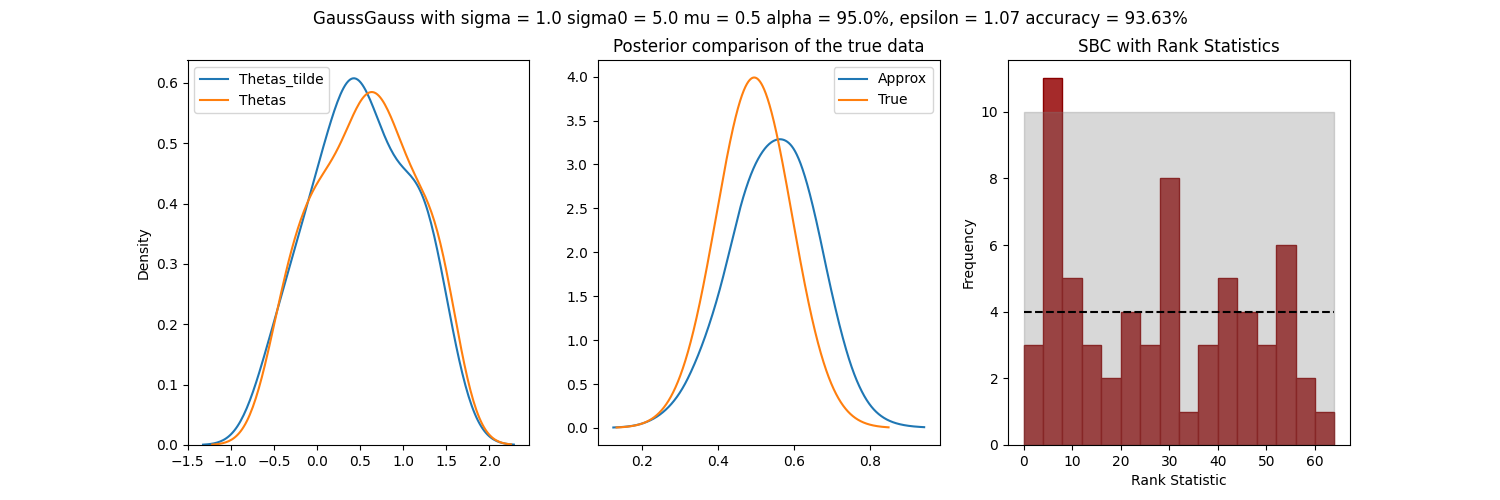 GaussGauss with sigma = 1.0 sigma0 = 5.0 mu = 0.5 alpha = 95.0%, epsilon = 1.07 accuracy = 93.63%
Thetas_tilde
Thetas
Density
0.6
0.5
0.4
0.3
0.2
0.1
0.0
−1.5 −1.0 −0.5 0.0 0.5 1.0 1.5 2.0
Posterior comparison of the true data
Approx
True
4.0
3.5
3.0
2.5
2.0
1.5
1.0
0.5
0.0
0.2 0.4 0.6 0.8
SBC with Rank Statistics
Frequency
10
8
6
4
2
0
0 10 20 30 40 50 60
Rank Statistic